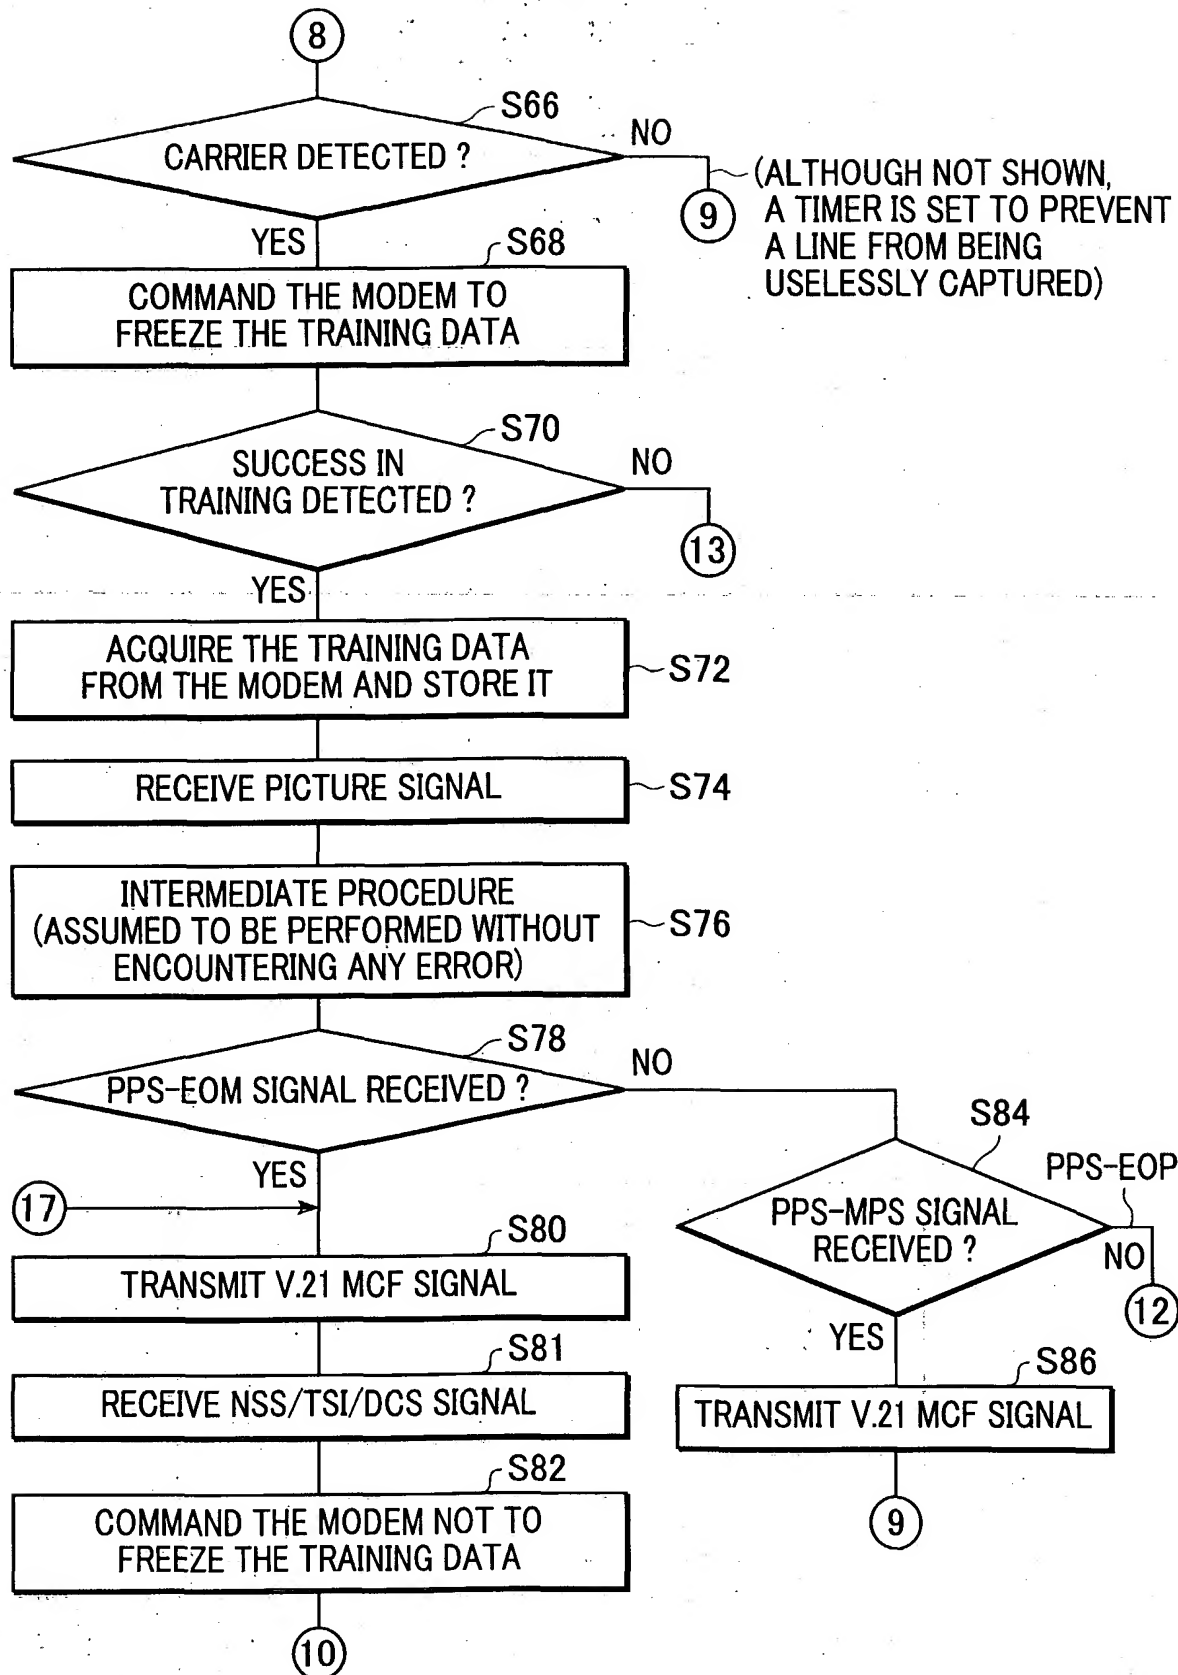 8
S66
CARRIER DETECTED ?
NO
9
(ALTHOUGH NOT SHOWN,
A TIMER IS SET TO PREVENT
A LINE FROM BEING
USELESSLY CAPTURED)
YES
S68
COMMAND THE MODEM TO
FREEZE THE TRAINING DATA
S70
SUCCESS IN
TRAINING DETECTED ?
NO
13
YES
ACQUIRE THE TRAINING DATA
FROM THE MODEM AND STORE IT
S72
RECEIVE PICTURE SIGNAL
S74
INTERMEDIATE PROCEDURE
(ASSUMED TO BE PERFORMED WITHOUT
ENCOUNTERING ANY ERROR)
S76
S78
PPS-EOM SIGNAL RECEIVED ?
NO
YES
17
S80
TRANSMIT V.21 MCF SIGNAL
S81
RECEIVE NSS/TSI/DCS SIGNAL
S82
COMMAND THE MODEM NOT TO
FREEZE THE TRAINING DATA
10
S84
PPS-MPS SIGNAL
RECEIVED ?
PPS-EOP
NO
12
YES
S86
TRANSMIT V.21 MCF SIGNAL
9